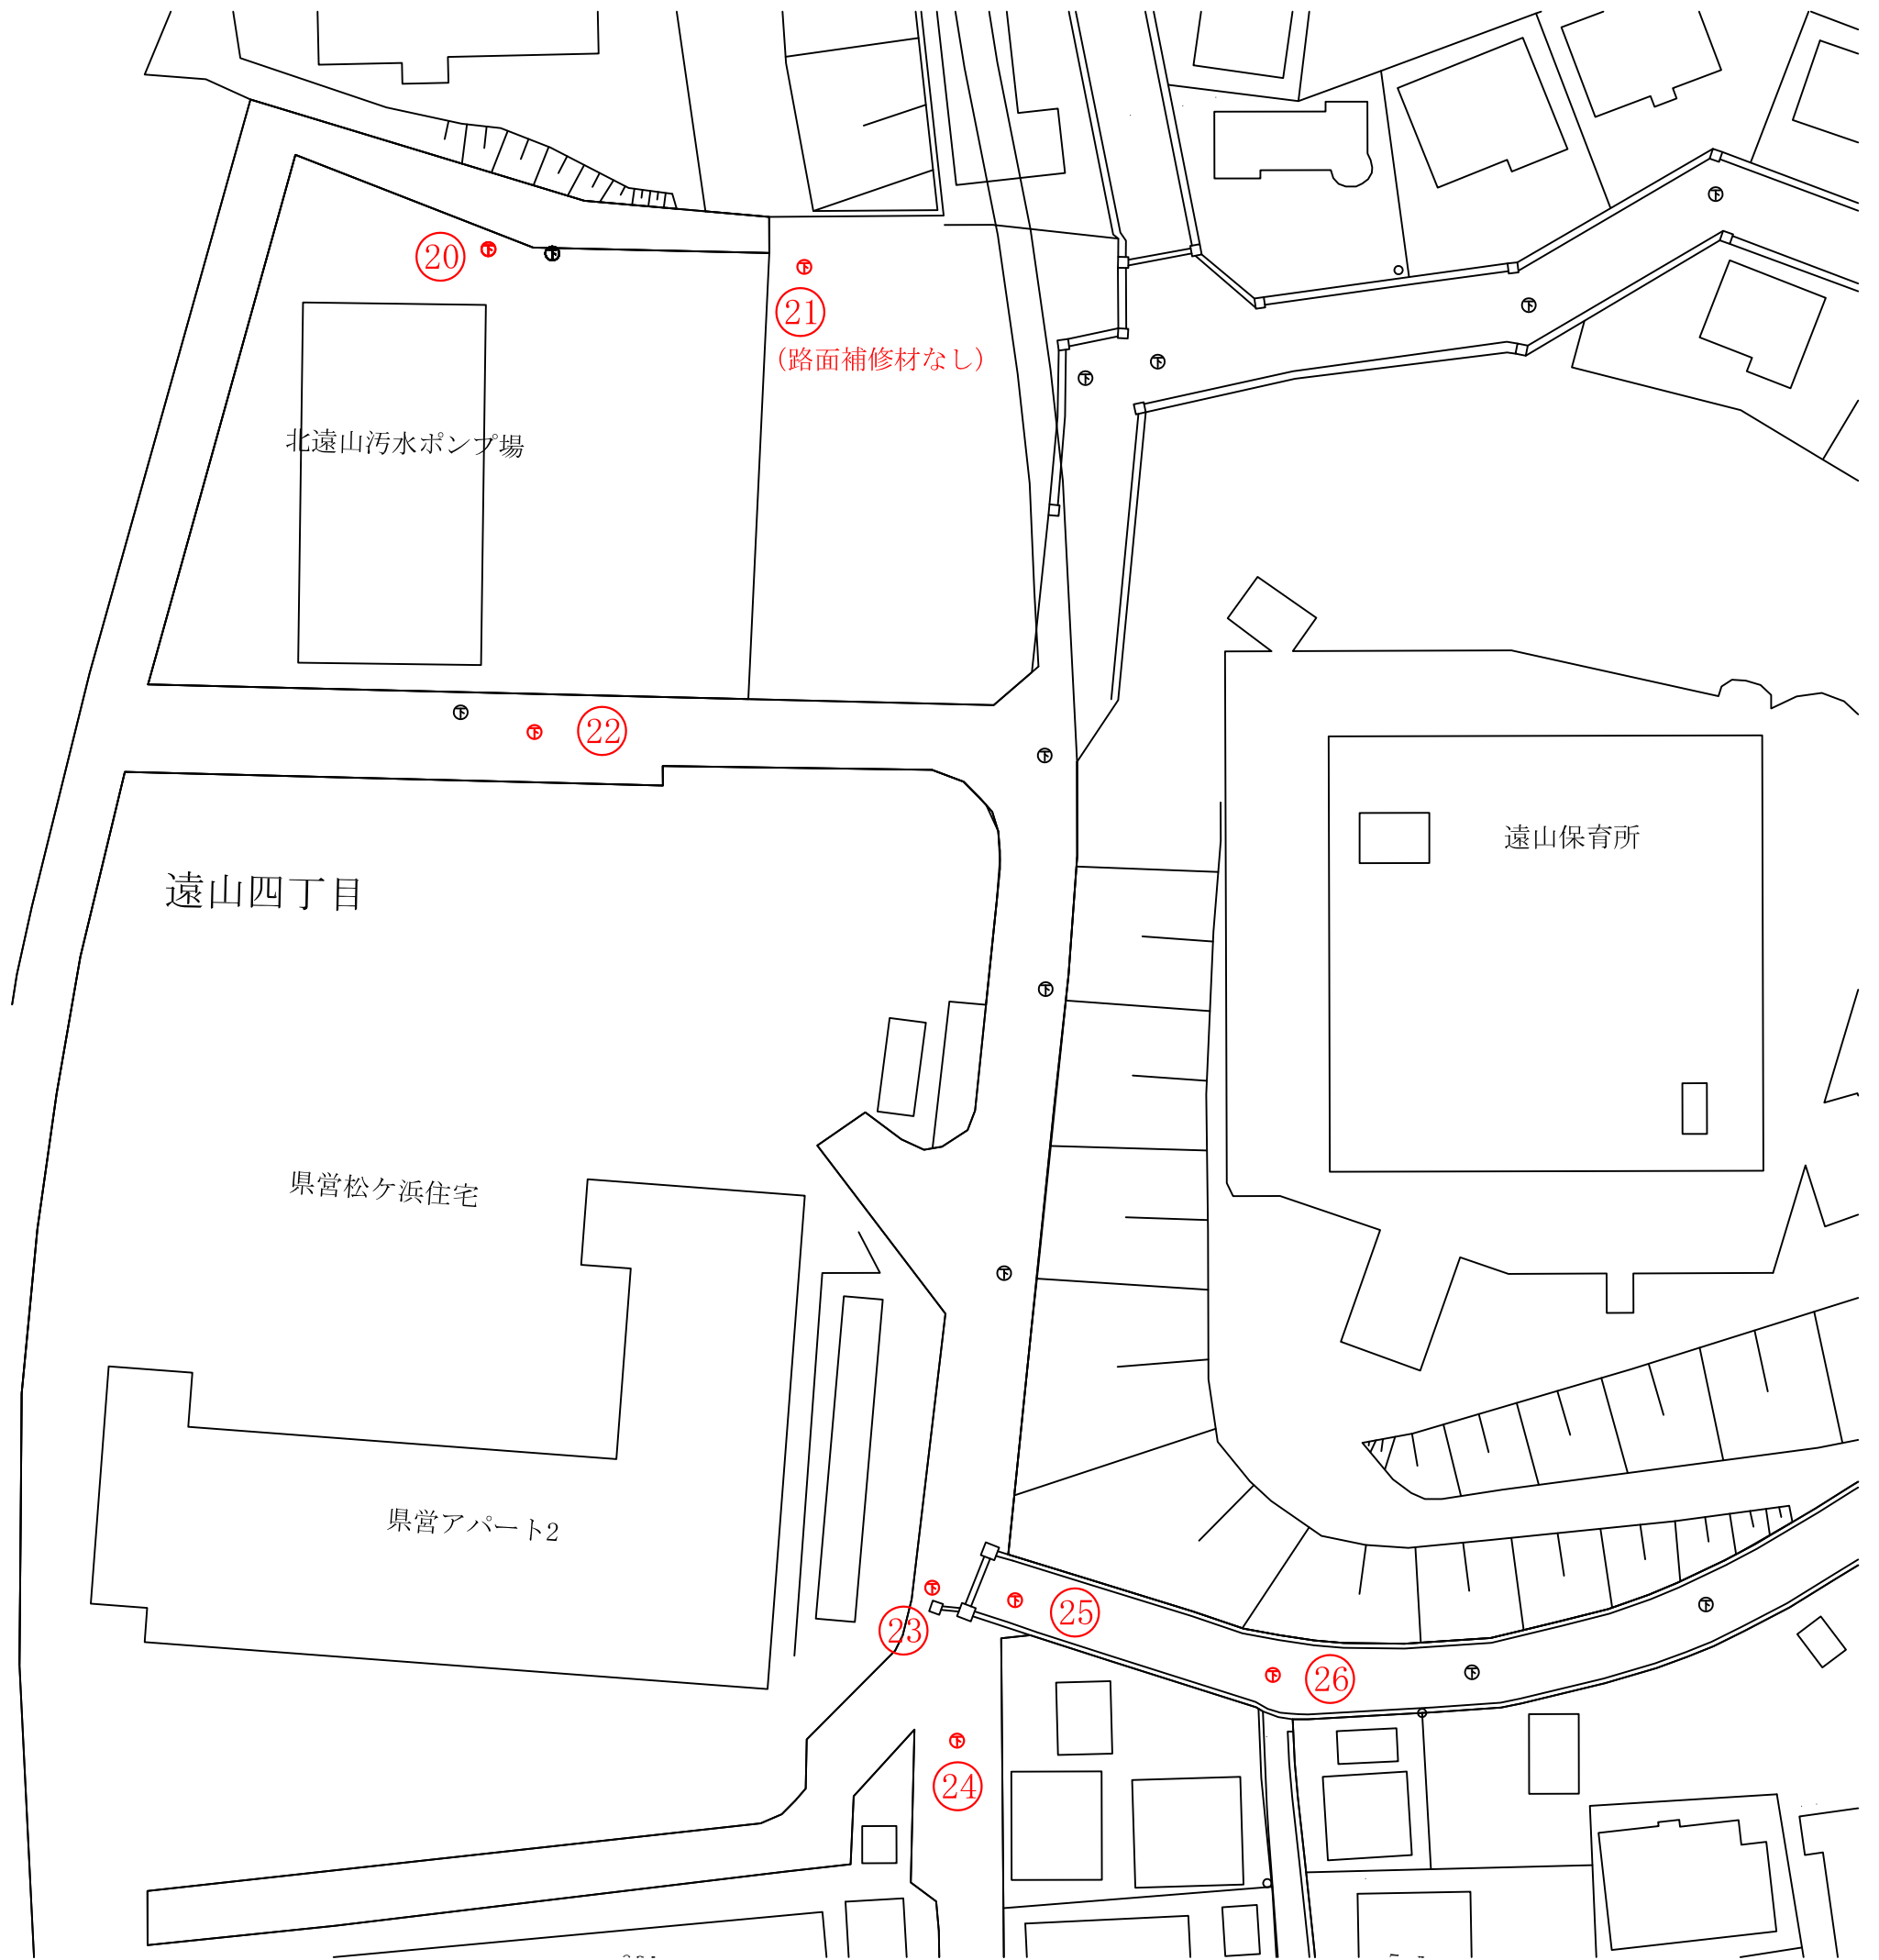 20
21
(路面補修材なし)
北遠山汚水ポンプ場
22
遠山保育所
遠山四丁目
県営松ケ浜住宅
県営アパート2
23
25
26
24